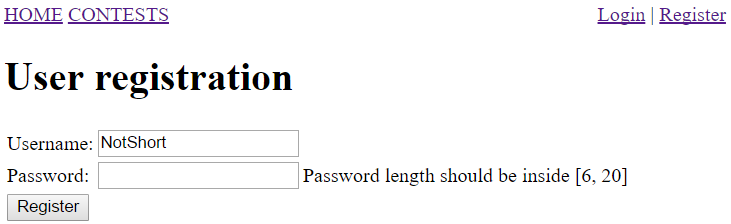 HOME CONTESTS Login | Register
User registration
Username: NotShort
Password: Password length should be inside [6, 20]
Register